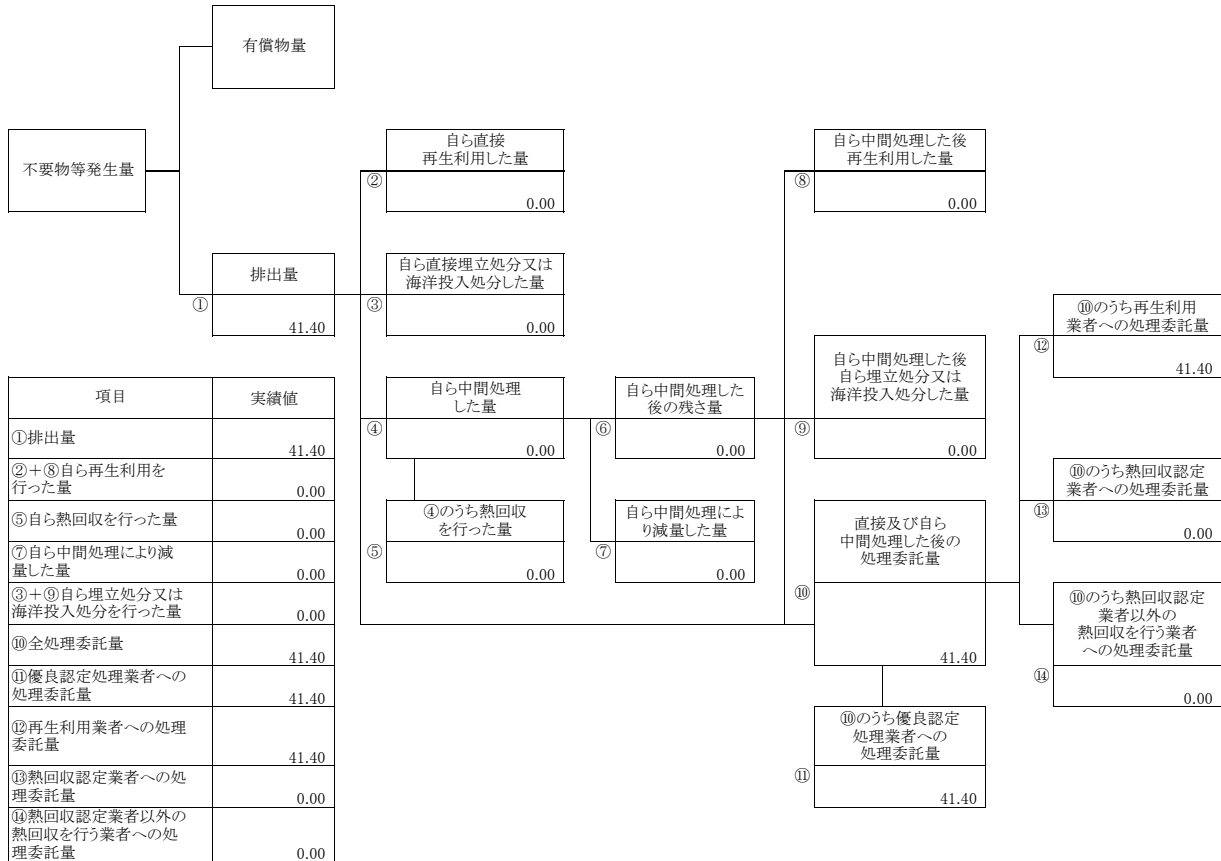 有償物量
不要物等発生量
自ら直接
再生利用した量
②
0.00
自ら中間処理した後
再生利用した量
⑧
0.00
排出量
①
41.40
自ら直接埋立処分又は
海洋投入処分した量
③
0.00
⑩のうち再生利用
業者への処理委託量
⑫
41.40
自ら中間処理した後
自ら埋立処分又は
海洋投入処分した量
⑨
0.00
自ら中間処理
した量
④
0.00
自ら中間処理した
後の残さ量
⑥
0.00
⑩のうち熱回収認定
業者への処理委託量
⑬
0.00
④のうち熱回収
を行った量
⑤
0.00
自ら中間処理によ
り減量した量
⑦
0.00
直接及び自ら
中間処理した後の
処理委託量
⑩
41.40
⑩のうち熱回収認定
業者以外の
熱回収を行う業者
への処理委託量
⑭
0.00
⑩のうち優良認定
処理業者への
処理委託量
⑪
41.40
項目 実績値
①排出量 41.40
②+⑧自ら再生利用を
行った量 0.00
⑤自ら熱回収を行った量 0.00
⑦自ら中間処理により減
量した量 0.00
③+⑨自ら埋立処分又は
海洋投入処分を行った量 0.00
⑩全処理委託量 41.40
⑪優良認定処理業者への
処理委託量 41.40
⑫再生利用業者への処理
委託量 41.40
⑬熱回収認定業者への処
理委託量 0.00
⑭熱回収認定業者以外の
熱回収を行う業者への処
理委託量 0.00